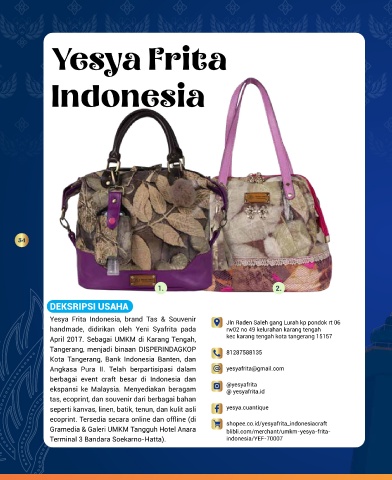 Yesya Frita
Indonesia
34
1.
2.
DEKSRIPSI USAHA
Yesya Frita Indonesia, brand Tas & Souvenir
handmade, didirikan oleh Yeni Syafrita pada
April 2017. Sebagai UMKM di Karang Tengah,
Tangerang, menjadi binaan DISPERINDAGKOP
Kota Tangerang, Bank Indonesia Banten, dan
Angkasa Pura II. Telah berpartisipasi dalam
berbagai event craft besar di Indonesia dan
ekspansi ke Malaysia. Menyediakan beragam
tas, ecoprint, dan souvenir dari berbagai bahan
seperti kanvas, linen, batik, tenun, dan kulit asli
ecoprint. Tersedia secara online dan offline (di
Gramedia & Galeri UMKM Tangguh Hotel Anara
Terminal 3 Bandara Soekarno-Hatta).
Jln Raden Saleh gang Lurah kp pondok rt 06
rw02 no 49 kelurahan karang tengah
kec karang tengah kota tangerang 15157
81287588135
yesyafrita@gmail.com
@yesyafrita
@ yesyafrita.id
yesya.cuantique
shopee.co.id/yesyafrita_indonesiacraft
blibli.com/merchant/umkm-yesya-frita-
indonesia/YEF-70007